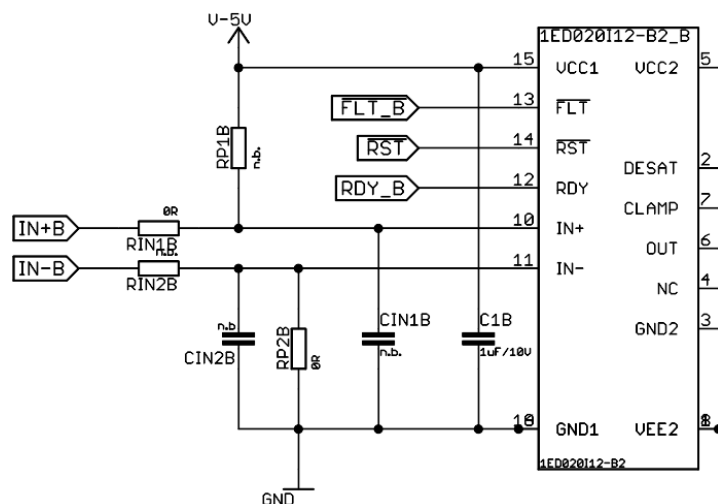 V-5V
1ED020I12-B2_B
15 VCC1 VCC2 5
FLT_B 13 FLT
RP1B n.b.
RST 14 RST
DESAT 2
RDY_B 12 RDY
CLAMP 7
0R
IN+B 10 IN+
RIN1B
OUT 6
n.b.
IN-B 11 IN-
RIN2B
NC 4
n.b
CIN1B C1B
GND2 3
CIN2B RP2B 0R n.b. 1uF/10V
GND1 VEE2
1ED020I12-B2
GND